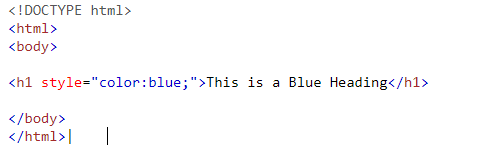 <!DOCTYPE html>
<html>
<body>
<h1 style="color:blue;">This is a Blue Heading</h1>
</body>
</html>